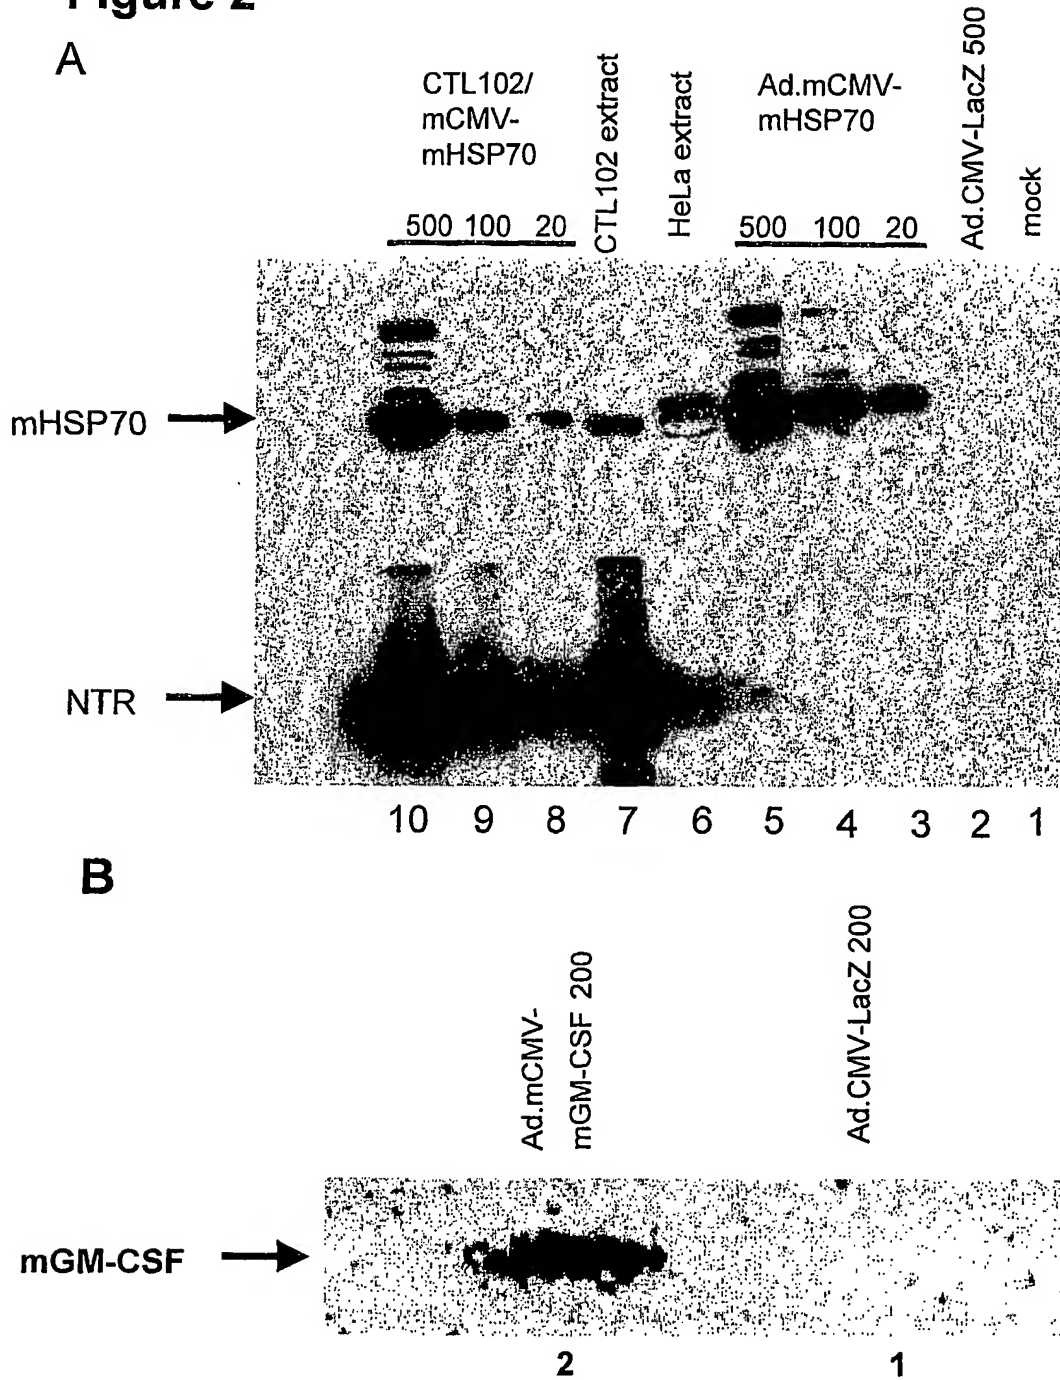 Figure 2
A
CTL102/
mCMV-
mHSP70
500 100 20
CTL102 extract
HeLa extract
Ad.mCMV-
mHSP70
500 100 20
Ad.CMV-LacZ 500
mock
mHSP70
NTR
10 9 8 7 6 5 4 3 2 1
B
Ad.mCMV-
mGM-CSF 200
Ad.CMV-LacZ 200
mGM-CSF
2 1